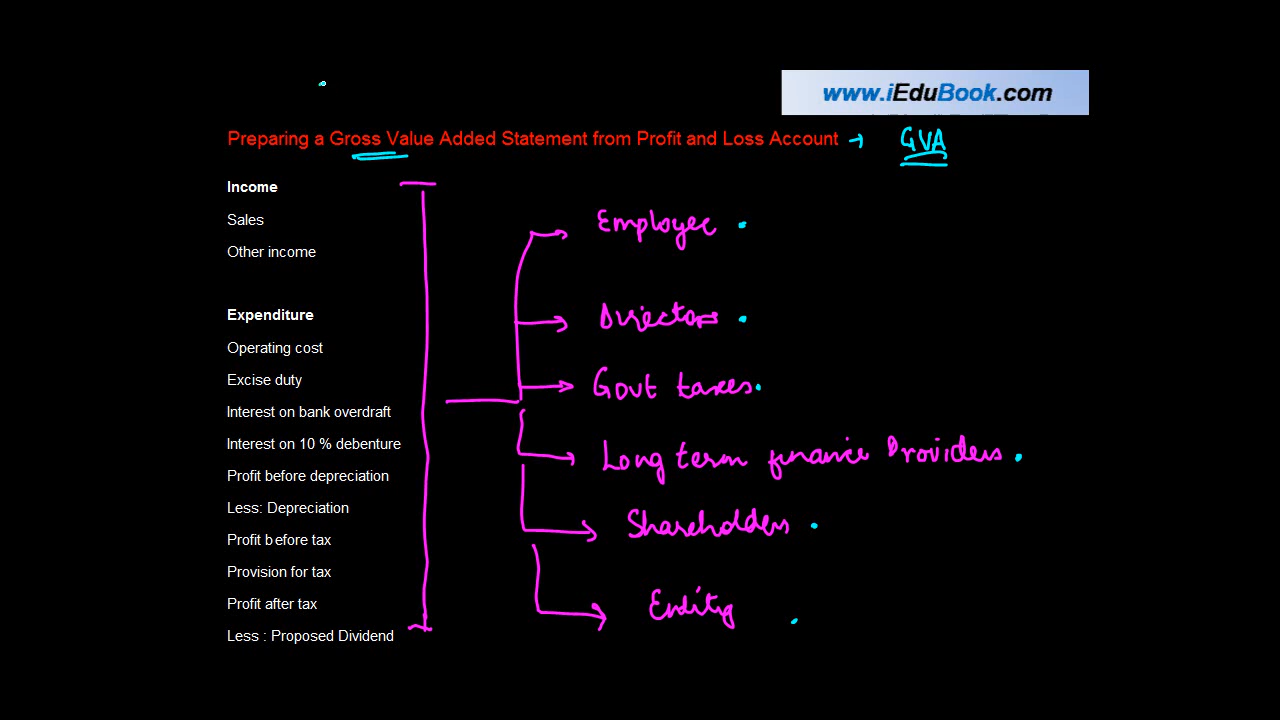 www.iEduBook.com
Preparing a Gross Value Added Statement from Profit and Loss Account → GVA
Income
Sales
Employee
Other income
Expenditure
Directors
Operating cost
Excise duty
Govt taxes
Interest on bank overdraft
Interest on 10 % debenture
Long term finance Providers
Profit before depreciation
Less: Depreciation
Shareholders
Profit before tax
Provision for tax
Profit after tax
Entity
Less : Proposed Dividend